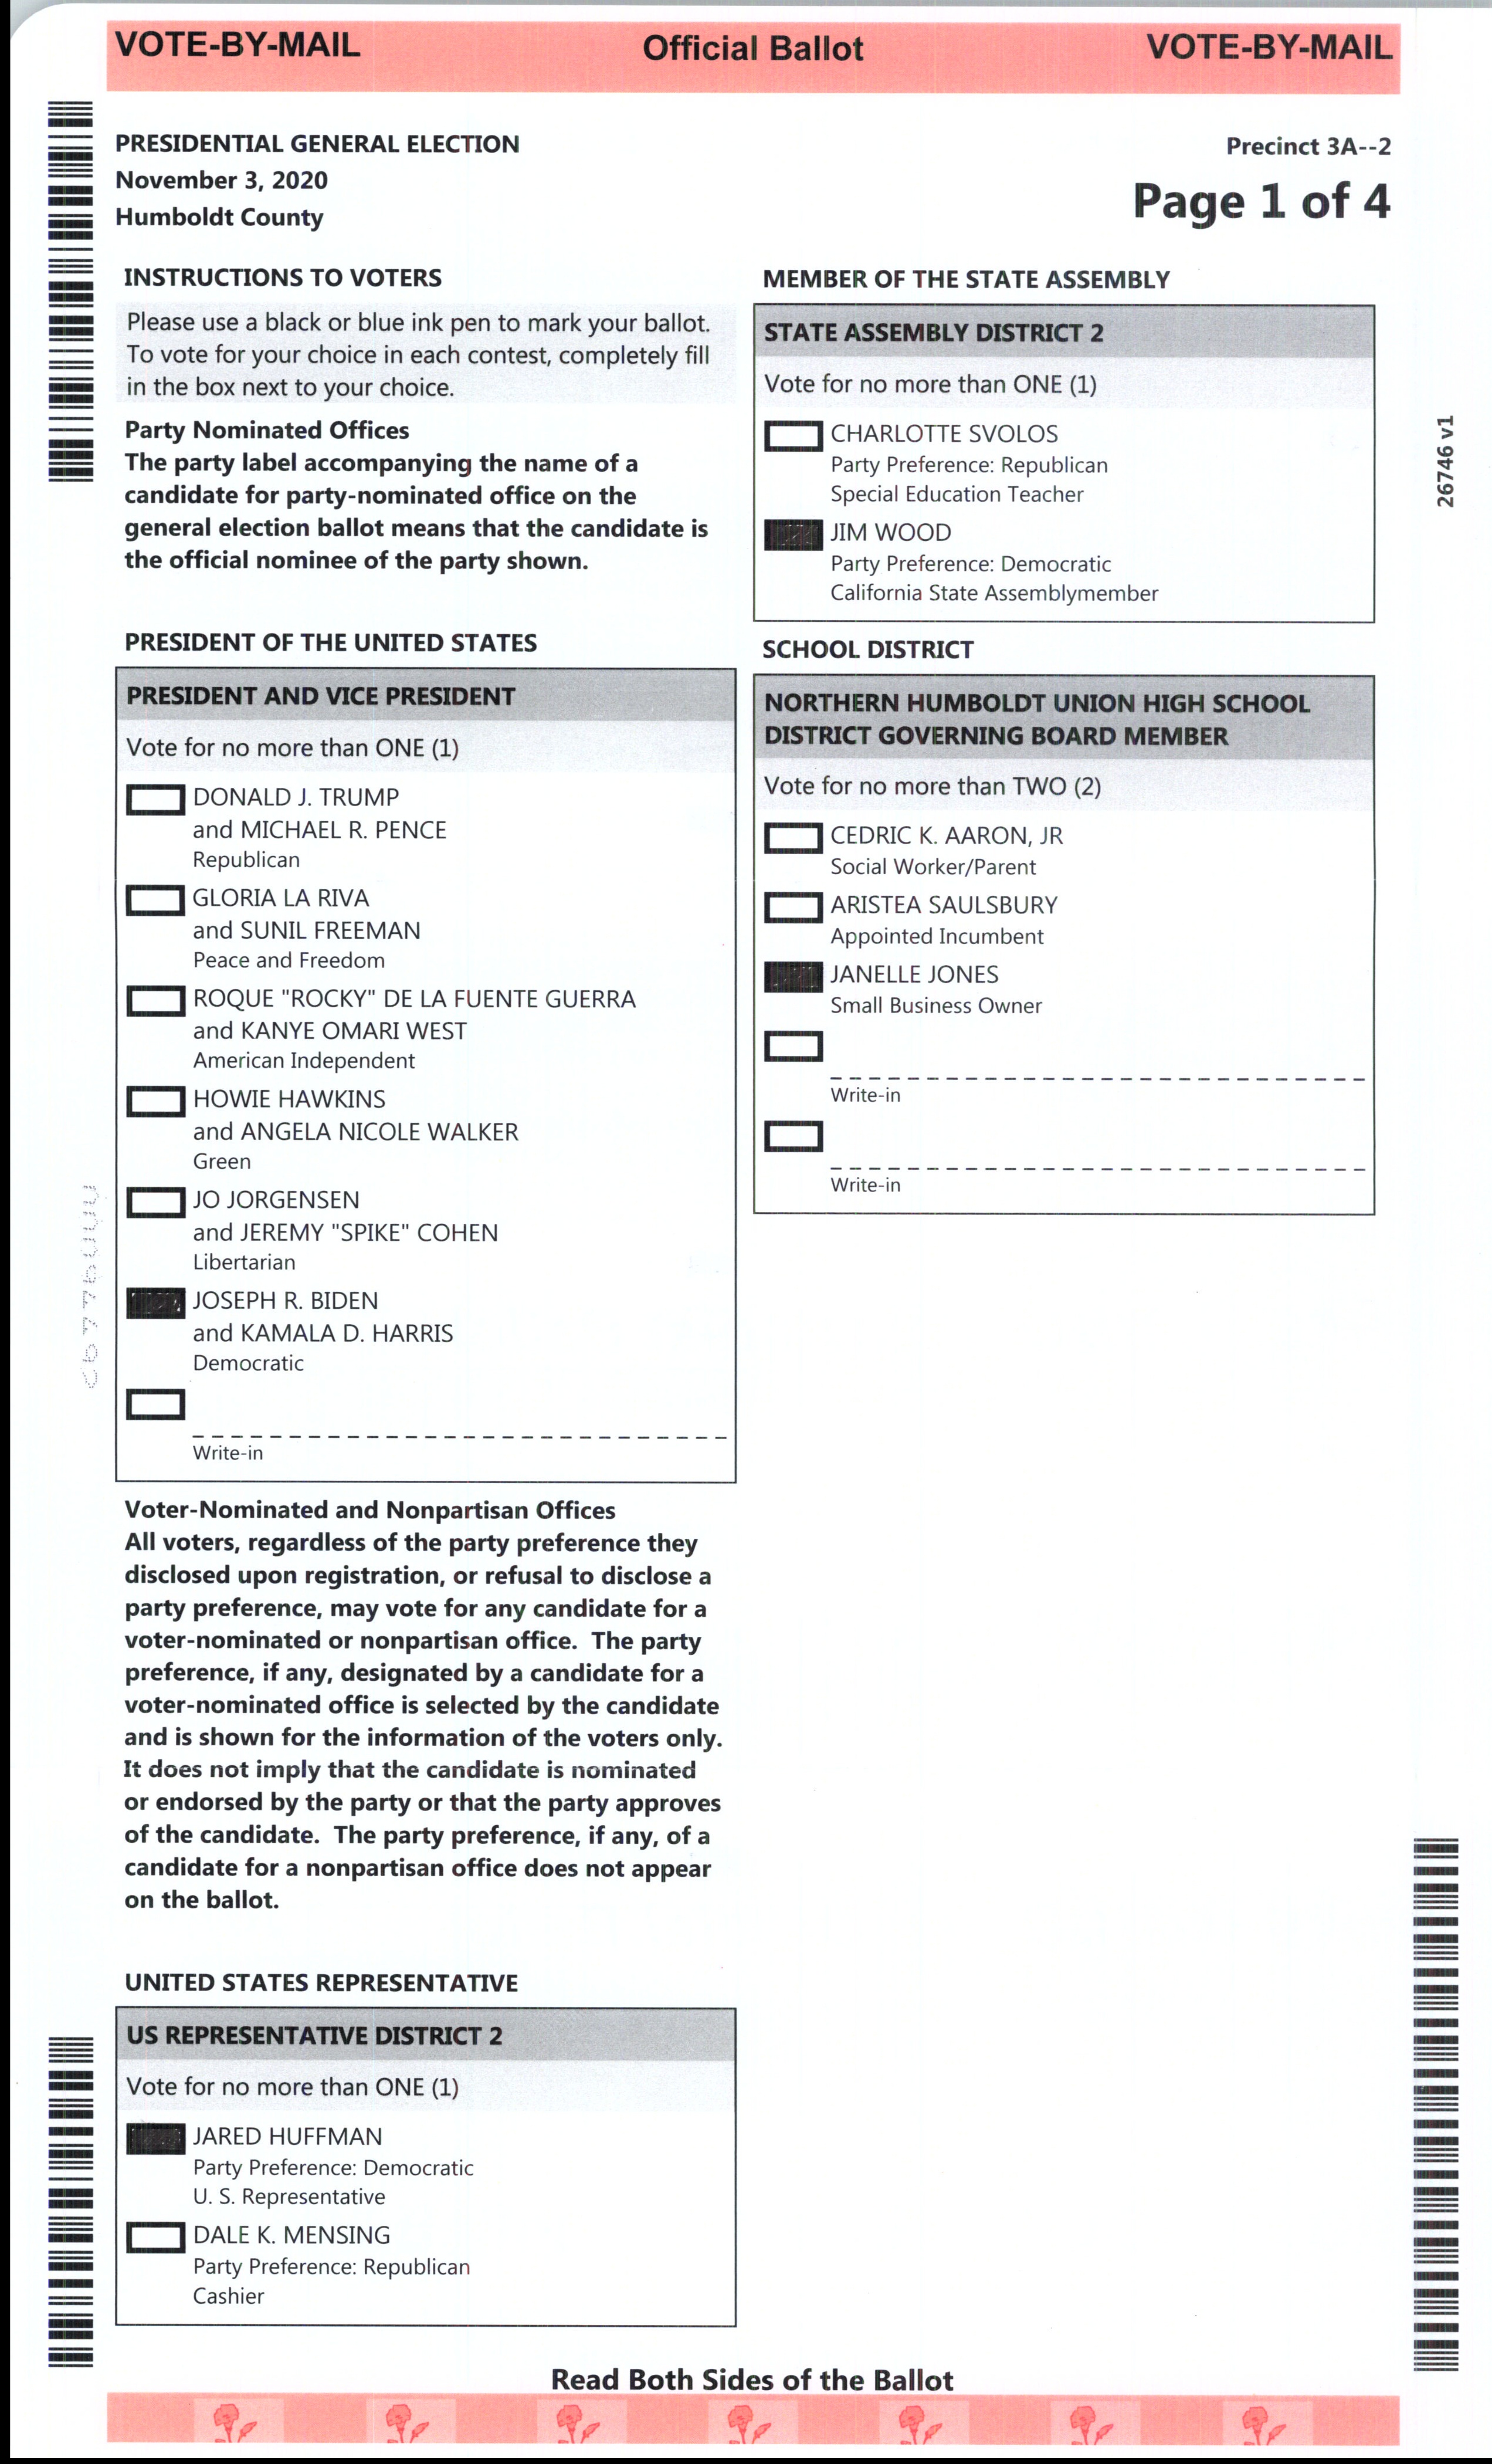 VOTE-BY-MAIL Official Ballot VOTE-BY-MAIL
PRESIDENTIAL GENERAL ELECTION
November 3, 2020
Humboldt County
Precinct 3A--2
Page 1 of 4
INSTRUCTIONS TO VOTERS
Please use a black or blue ink pen to mark your ballot.
To vote for your choice in each contest, completely fill
in the box next to your choice.
Party Nominated Offices
The party label accompanying the name of a
candidate for party-nominated office on the
general election ballot means that the candidate is
the official nominee of the party shown.
PRESIDENT OF THE UNITED STATES
PRESIDENT AND VICE PRESIDENT
Vote for no more than ONE (1)
DONALD J. TRUMP
and MICHAEL R. PENCE
Republican
GLORIA LA RIVA
and SUNIL FREEMAN
Peace and Freedom
ROQUE "ROCKY" DE LA FUENTE GUERRA
and KANYE OMARI WEST
American Independent
HOWIE HAWKINS
and ANGELA NICOLE WALKER
Green
JO JORGENSEN
and JEREMY "SPIKE" COHEN
Libertarian
JOSEPH R. BIDEN
and KAMALA D. HARRIS
Democratic
Write-in
Voter-Nominated and Nonpartisan Offices
All voters, regardless of the party preference they
disclosed upon registration, or refusal to disclose a
party preference, may vote for any candidate for a
voter-nominated or nonpartisan office. The party
preference, if any, designated by a candidate for a
voter-nominated office is selected by the candidate
and is shown for the information of the voters only.
It does not imply that the candidate is nominated
or endorsed by the party or that the party approves
of the candidate. The party preference, if any, of a
candidate for a nonpartisan office does not appear
on the ballot.
UNITED STATES REPRESENTATIVE
US REPRESENTATIVE DISTRICT 2
Vote for no more than ONE (1)
JARED HUFFMAN
Party Preference: Democratic
U. S. Representative
DALE K. MENSING
Party Preference: Republican
Cashier
MEMBER OF THE STATE ASSEMBLY
STATE ASSEMBLY DISTRICT 2
Vote for no more than ONE (1)
CHARLOTTE SVOLOS
Party Preference: Republican
Special Education Teacher
JIM WOOD
Party Preference: Democratic
California State Assemblymember
SCHOOL DISTRICT
NORTHERN HUMBOLDT UNION HIGH SCHOOL
DISTRICT GOVERNING BOARD MEMBER
Vote for no more than TWO (2)
CEDRIC K. AARON, JR
Social Worker/Parent
ARISTEA SAULSBURY
Appointed Incumbent
JANELLE JONES
Small Business Owner
Write-in
Write-in
26746 v1
Read Both Sides of the Ballot